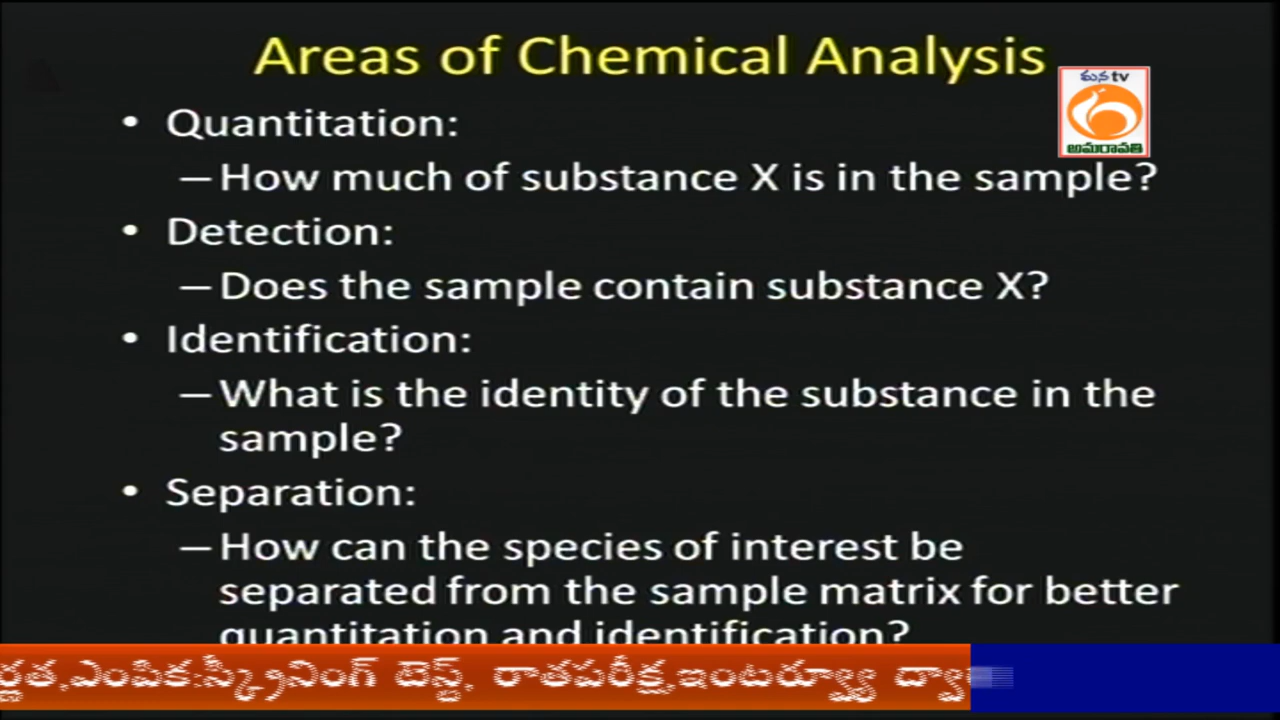 Areas of Chemical Analysis
మన tv
అమరావతి
• Quantitation:
–How much of substance X is in the sample?
• Detection:
–Does the sample contain substance X?
• Identification:
–What is the identity of the substance in the
sample?
• Separation:
–How can the species of interest be
separated from the sample matrix for better
quantitation and identification?
ఎంపిక:స్క్రీనింగ్ టెస్ట్, రాతపరీక్ష,ఇంటర్వ్యూ